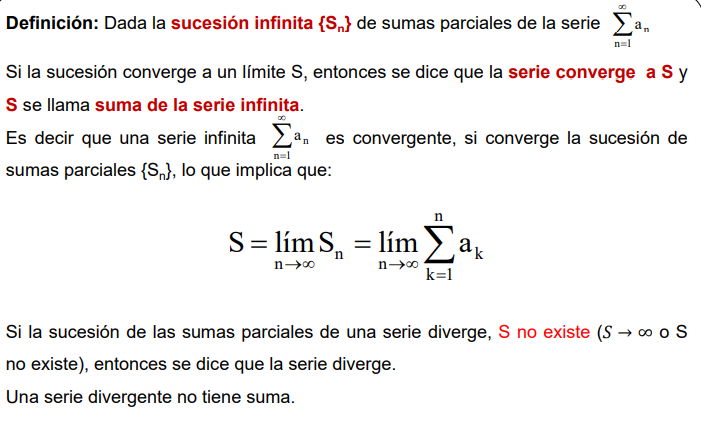 Definición: Dada la sucesión infinita {Sₙ} de sumas parciales de la serie ∑_{n=1}^{∞} aₙ
Si la sucesión converge a un límite S, entonces se dice que la serie converge a S y
S se llama suma de la serie infinita.
Es decir que una serie infinita ∑_{n=1}^{∞} aₙ es convergente, si converge la sucesión de
sumas parciales {Sₙ}, lo que implica que:
S = lím_{n→∞} Sₙ = lím_{n→∞} ∑_{k=1}^{n} aₖ
Si la sucesión de las sumas parciales de una serie diverge, S no existe (S → ∞ o S
no existe), entonces se dice que la serie diverge.
Una serie divergente no tiene suma.